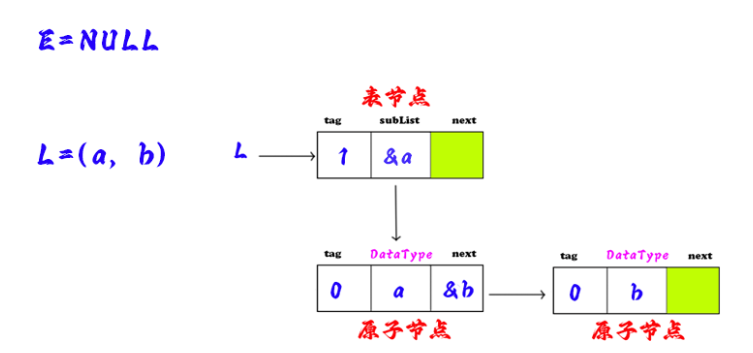 E=NULL
表节点
tag subList next
L=(a, b)
L
1 &a
tag DataType next
tag DataType next
0 a &b
0 b
原子节点
原子节点